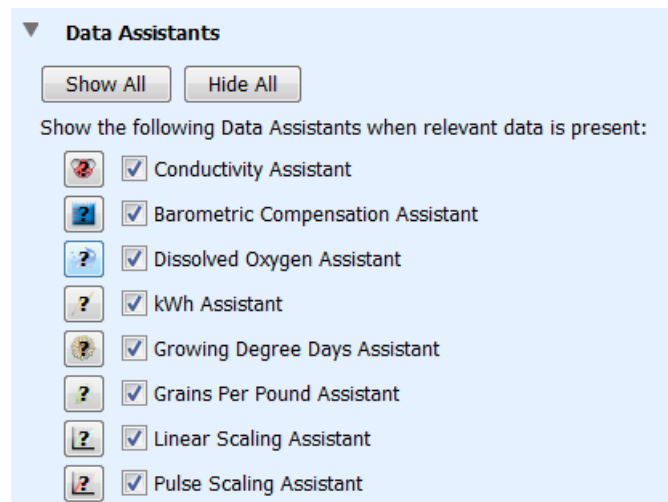 Data Assistants
Show All Hide All
Show the following Data Assistants when relevant data is present:
? Conductivity Assistant
? Barometric Compensation Assistant
? Dissolved Oxygen Assistant
? kWh Assistant
? Growing Degree Days Assistant
? Grains Per Pound Assistant
? Linear Scaling Assistant
? Pulse Scaling Assistant